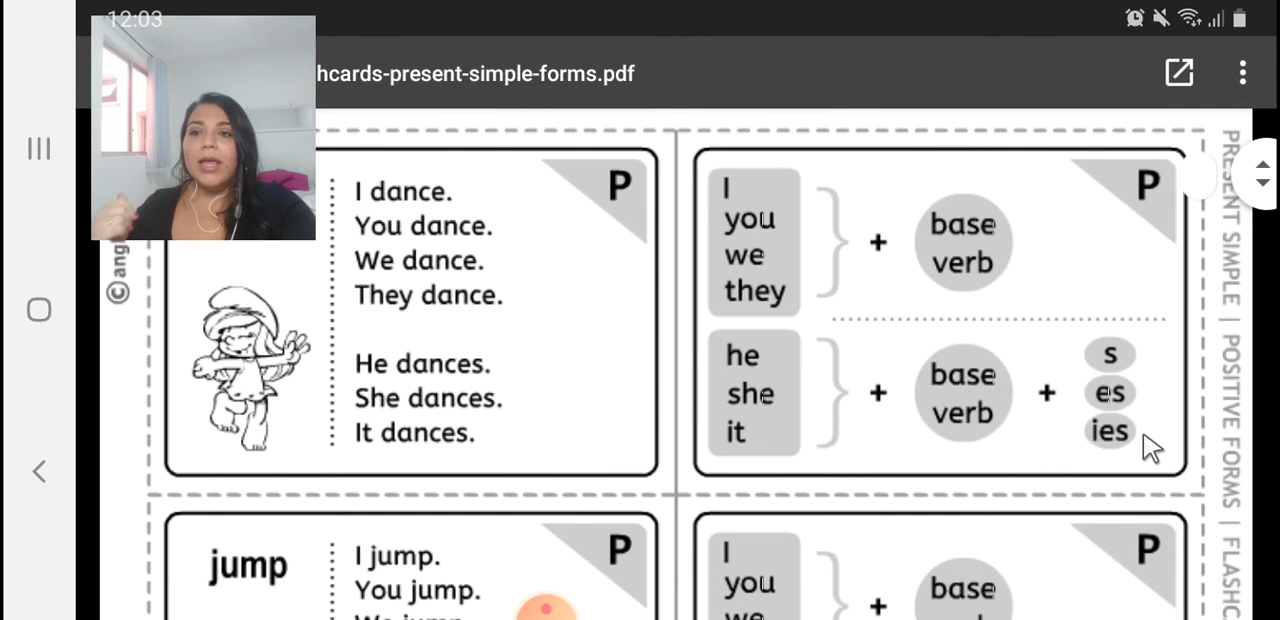 12:03
hcards-present-simple-forms.pdf
I dance.
You dance.
We dance.
They dance.
He dances.
She dances.
It dances.
P
I
you
we
they
+
base
verb
he
she
it
+
base
verb
+
s
es
ies
P
jump
I jump.
You jump.
P
I
you
+
base
P
PRESENT SIMPLE | POSITIVE FORMS | FLASHC
© ang